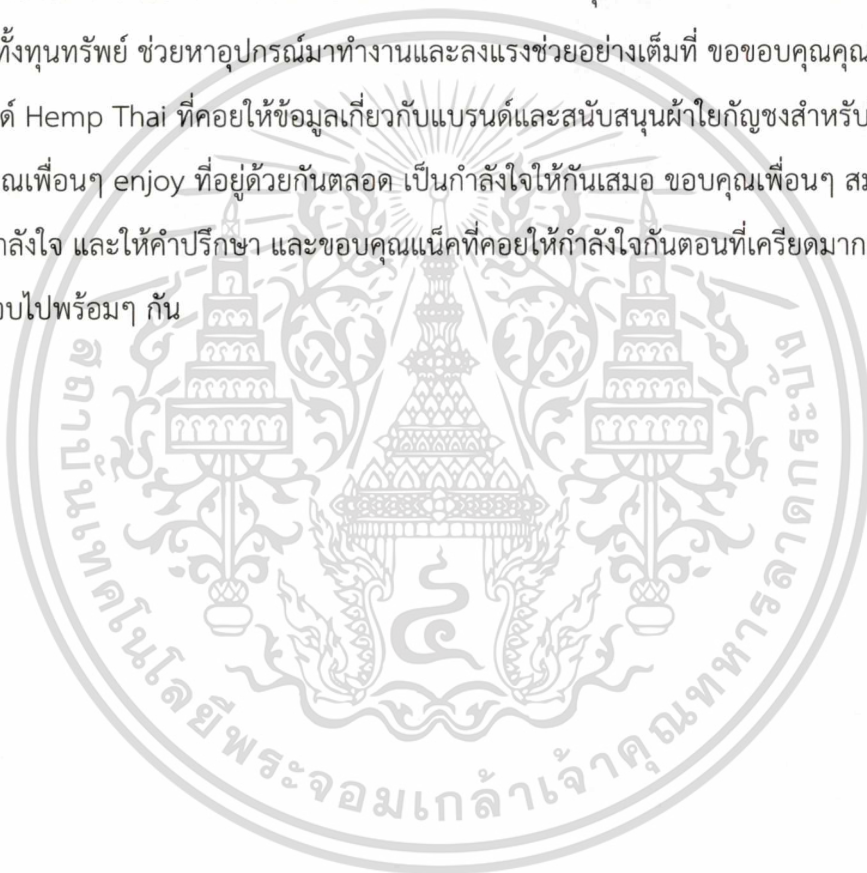 ทั้งทุนทรัพย์ ช่วยหาอุปกรณ์มาทำงานและลงแรงช่วยอย่างเต็มที่ ขอขอบคุณคุณ
ด์ Hemp Thai ที่คอยให้ข้อมูลเกี่ยวกับแบรนด์และสนับสนุนผ้าใยกัญชงสำหรับ
ณเพื่อนๆ enjoy ที่อยู่ด้วยกันตลอด เป็นกำลังใจให้กันเสมอ ขอบคุณเพื่อนๆ
ำลังใจ และให้คำปรึกษา และขอบคุณแน็คที่คอยให้กำลังใจกันตอนที่เครียดมาก
จบไปพร้อมๆ กัน
สถาบันเทคโนโลยีพระจอมเกล้าเจ้าคุณทหารลาดกระบัง